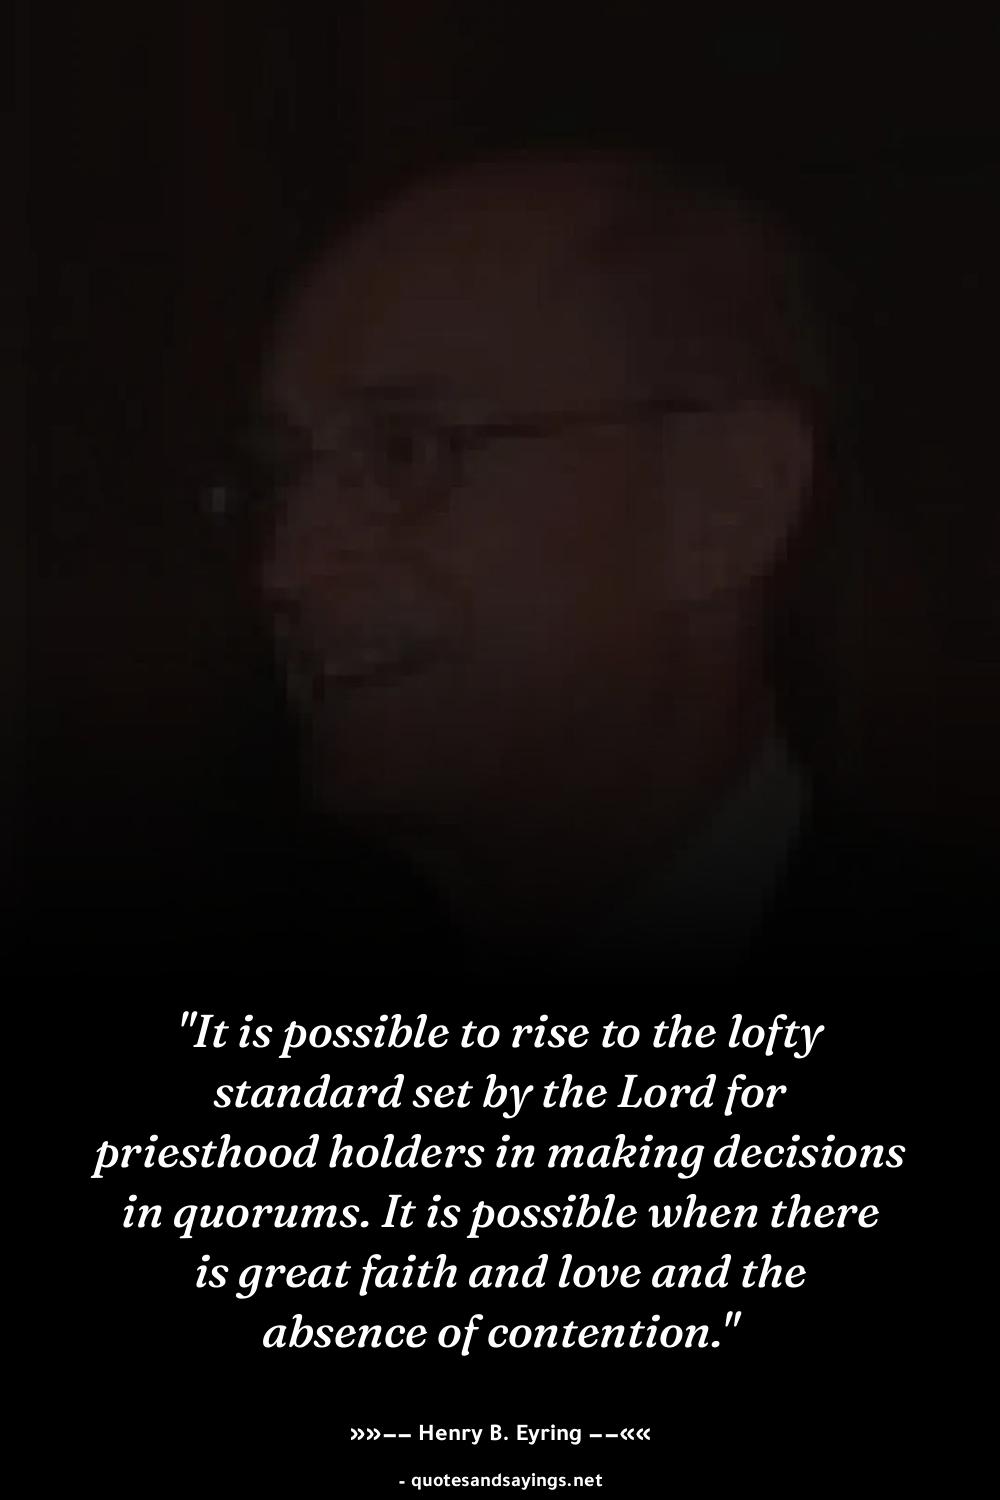 "It is possible to rise to the lofty
standard set by the Lord for
priesthood holders in making decisions
in quorums. It is possible when there
is great faith and love and the
absence of contention."
»»−− Henry B. Eyring −−««
- quotesandsayings.net